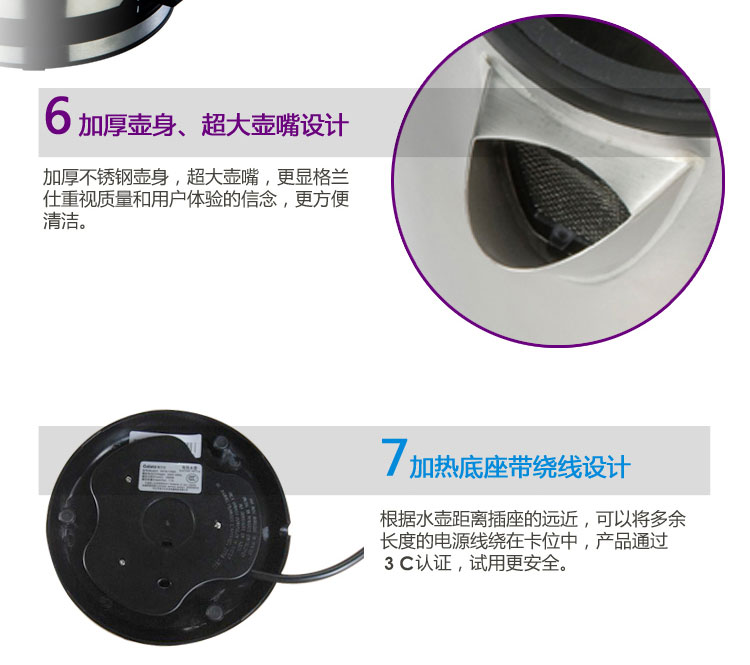 6 加厚壶身、超大壶嘴设计
加厚不锈钢壶身，超大壶嘴，更显格兰
仕重视质量和用户体验的信念，更方便
清洁。
7 加热底座带绕线设计
根据水壶距离插座的远近，可以将多余
长度的电源线绕在卡位中，产品通过
3 C认证，试用更安全。